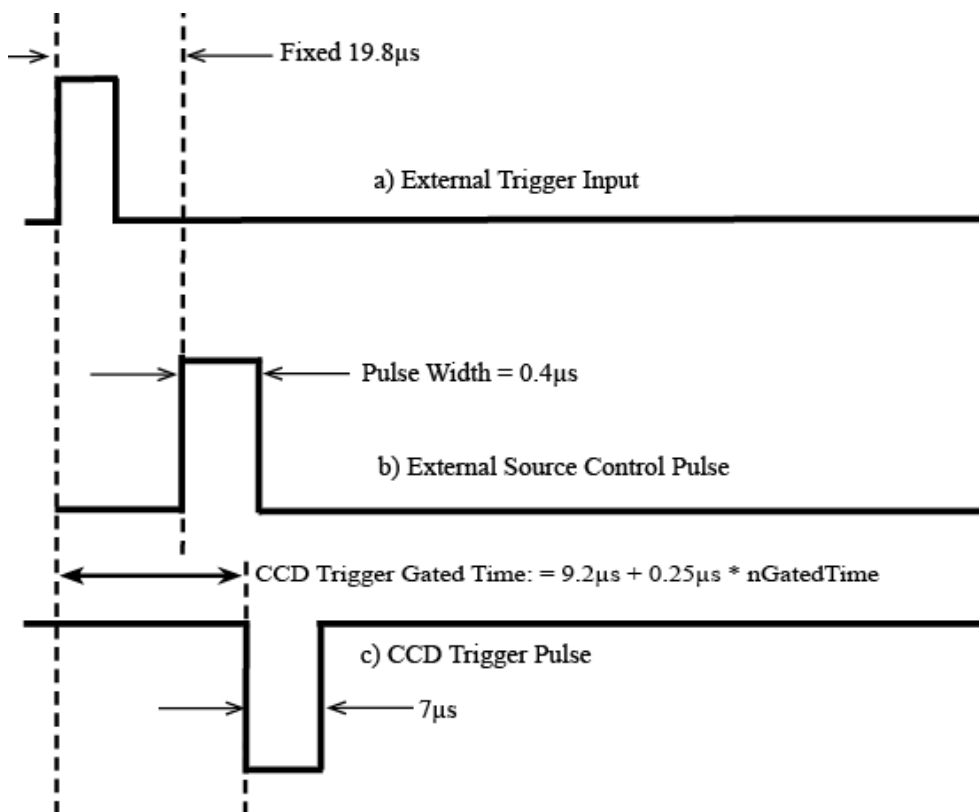 Fixed 19.8μs
a) External Trigger Input
Pulse Width = 0.4μs
b) External Source Control Pulse
CCD Trigger Gated Time: = 9.2μs + 0.25μs * nGatedTime
c) CCD Trigger Pulse
7μs